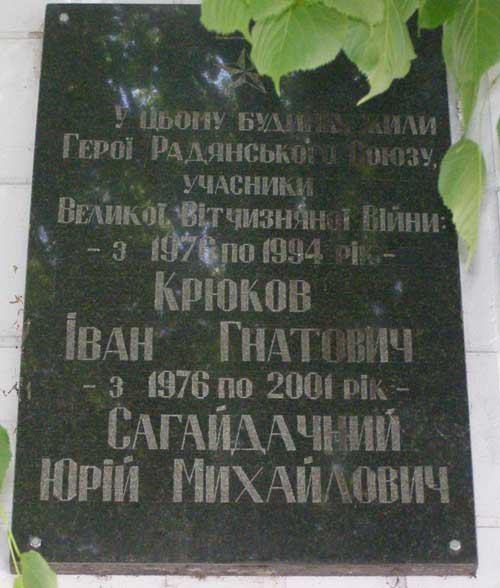 У цьому будинку жили
Герої Радянського Союзу,
учасники
Великої Вітчизняної Війни:
- з 1976 по 1994 рік -
Крюков
Іван Гнатович
- з 1976 по 2001 рік -
Сагайдачний
Юрій Михайлович